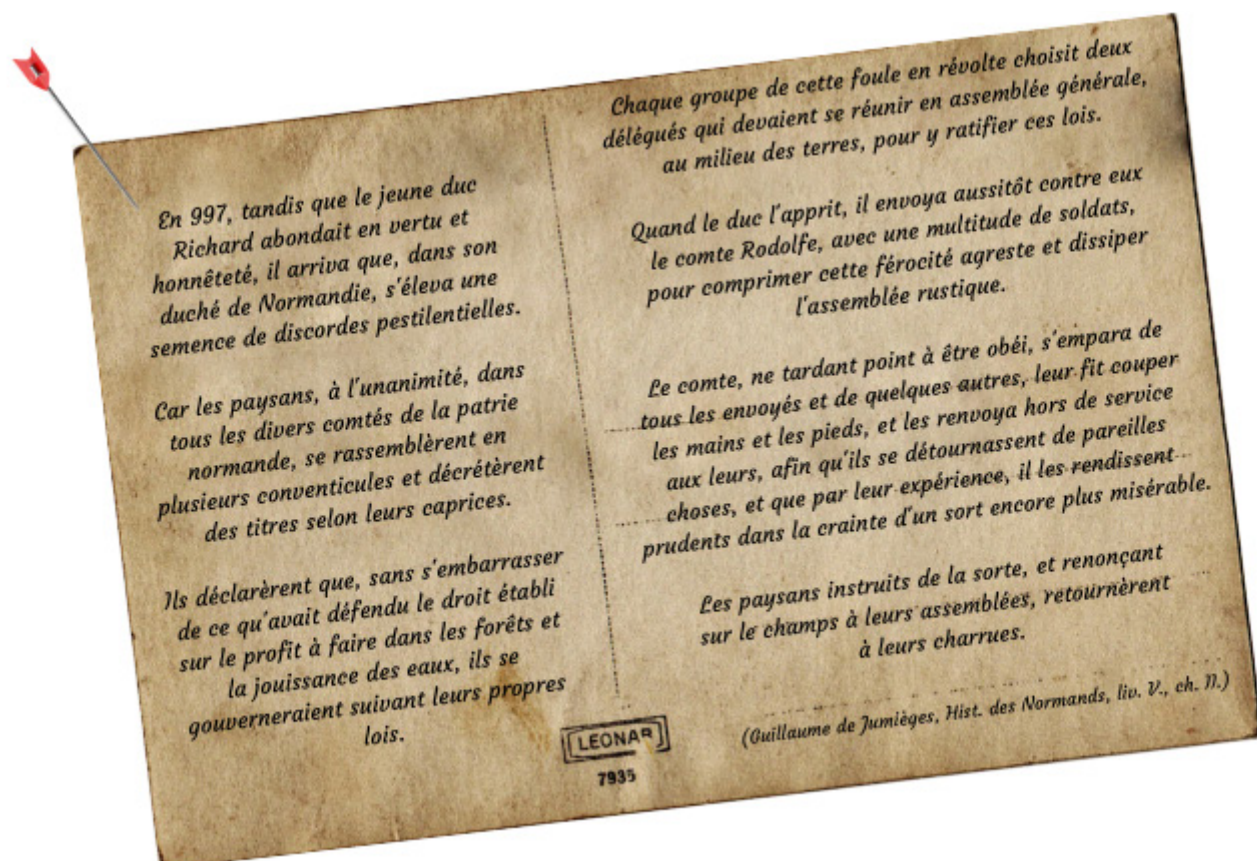 En 997, tandis que le jeune duc
Richard abondait en vertu et
honnêteté, il arriva que, dans son
duché de Normandie, s'éleva une
semence de discordes pestilentielles.
Car les paysans, à l'unanimité, dans
tous les divers comtés de la patrie
normande, se rassemblèrent en
plusieurs conventicules et décrétèrent
des titres selon leurs caprices.
Ils déclarèrent que, sans s'embarrasser
de ce qu'avait défendu le droit établi
sur le profit à faire dans les forêts et
la jouissance des eaux, ils se
gouverneraient suivant leurs propres
lois.
Chaque groupe de cette foule en révolte choisit deux
délégués qui devaient se réunir en assemblée générale,
au milieu des terres, pour y ratifier ces lois.
Quand le duc l'apprit, il envoya aussitôt contre eux
le comte Rodolfe, avec une multitude de soldats,
pour comprimer cette férocité agreste et dissiper
l'assemblée rustique.
Le comte, ne tardant point à être obéi, s'empara de
tous les envoyés et de quelques autres, leur fit couper
les mains et les pieds, et les renvoya hors de service
aux leurs, afin qu'ils se détournassent de pareilles
choses, et que par leur expérience, il les rendissent
prudents dans la crainte d'un sort encore plus misérable.
Les paysans instruits de la sorte, et renonçant
sur le champs à leurs assemblées, retournèrent
à leurs charrues.
(Guillaume de Jumièges, Hist. des Normands, liv. V., ch. II.)
LEONAR
7935